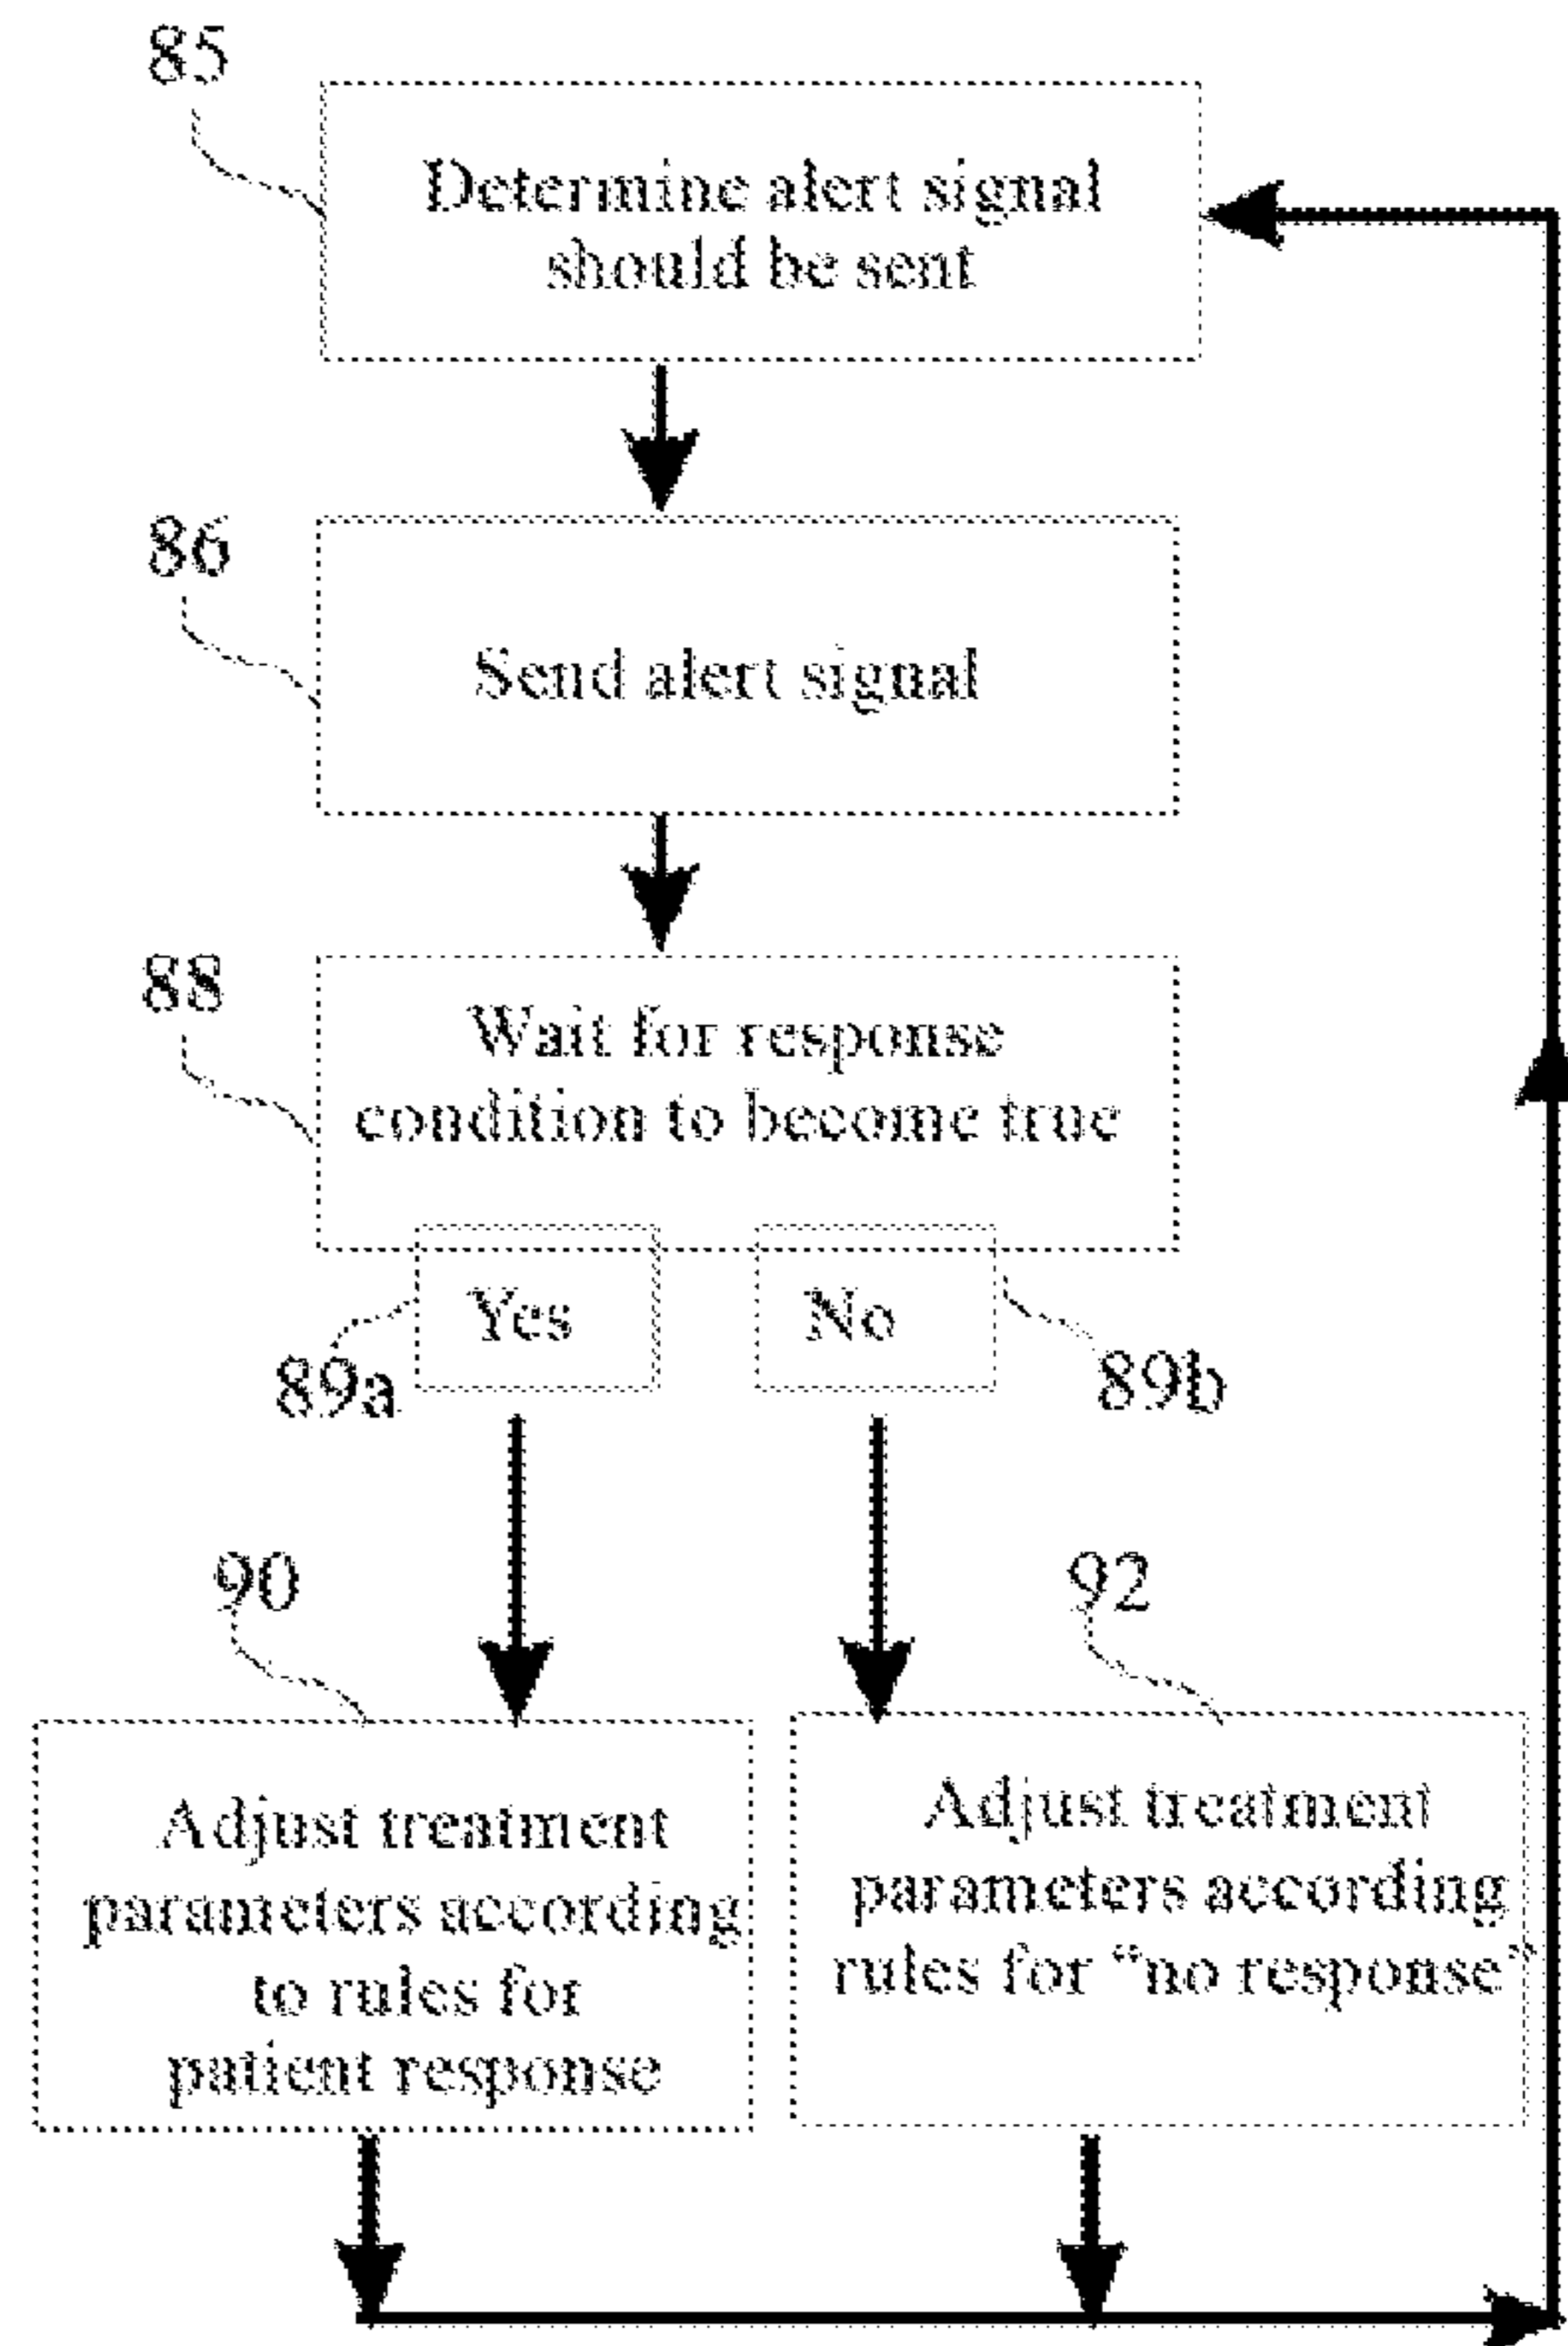 85
Determine alert signal
should be sent
86
Send alert signal
88
Wait for response
condition to become true
Yes
No
89a
89b
90
92
Adjust treatment
parameters according
to rules for
patient response
Adjust treatment
parameters according
rules for “no response”